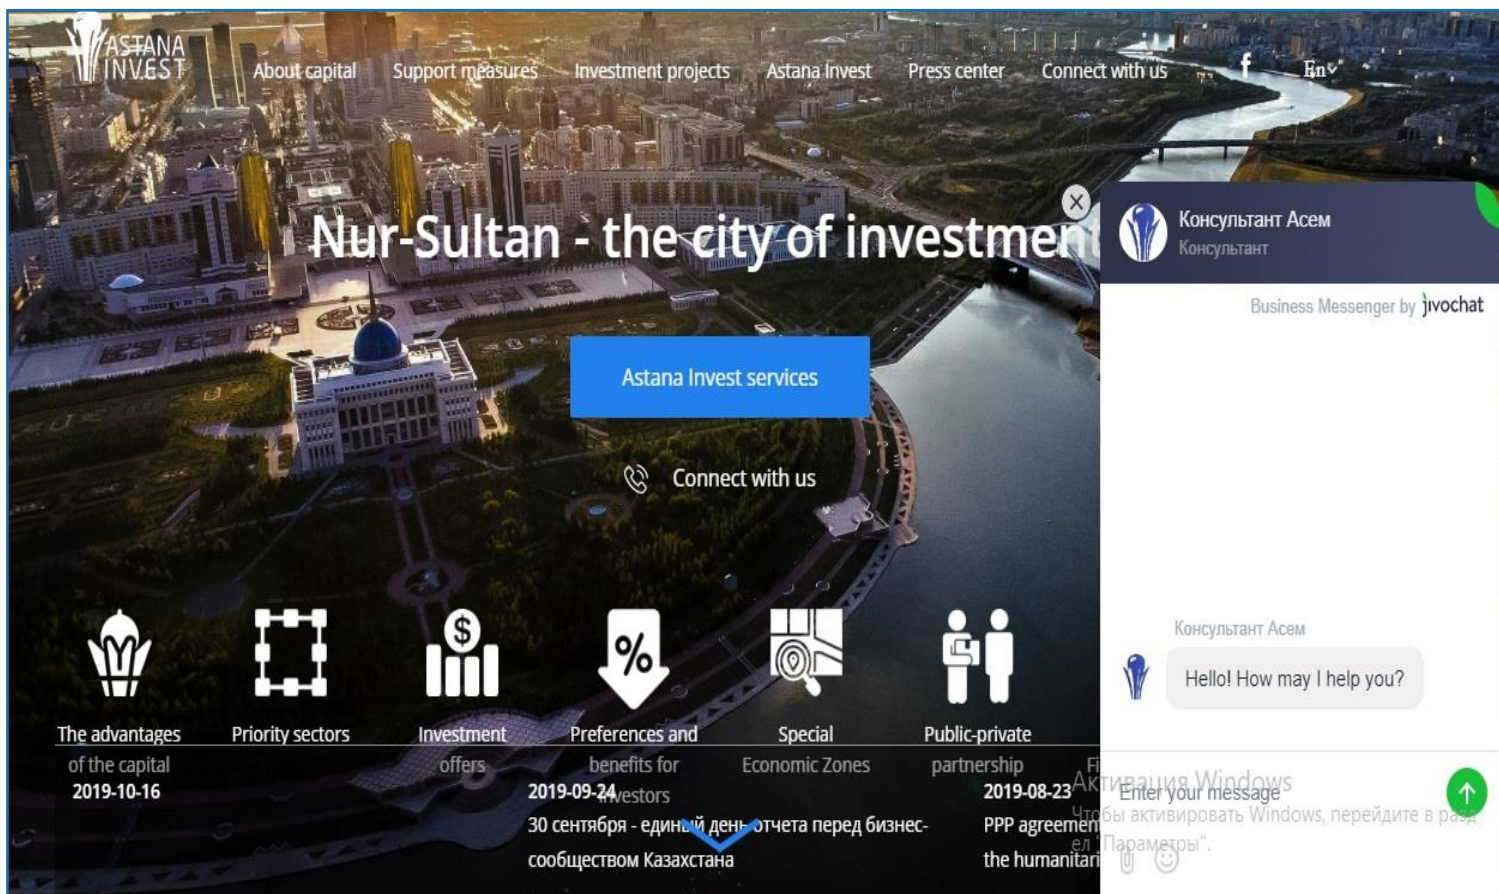 ASTANA
INVEST
About capital
Support measures
Investment projects
Astana Invest
Press center
Connect with us
f
En
Nur-Sultan - the city of investment
Astana Invest services
Connect with us
The advantages
of the capital
Priority sectors
Investment
offers
Preferences and
benefits for
investors
Special
Economic Zones
Public-private
partnership
Fi
2019-10-16
2019-09-24
30 сентября - единый день отчета перед бизнес-
сообществом Казахстана
2019-08-23
PPP agreement
the humanitari
Консультант Асем
Консультант
Business Messenger by jivochat
Консультант Асем
Hello! How may I help you?
Enter your message
Активация Windows
Чтобы активировать Windows, перейдите в разд
ел "Параметры".